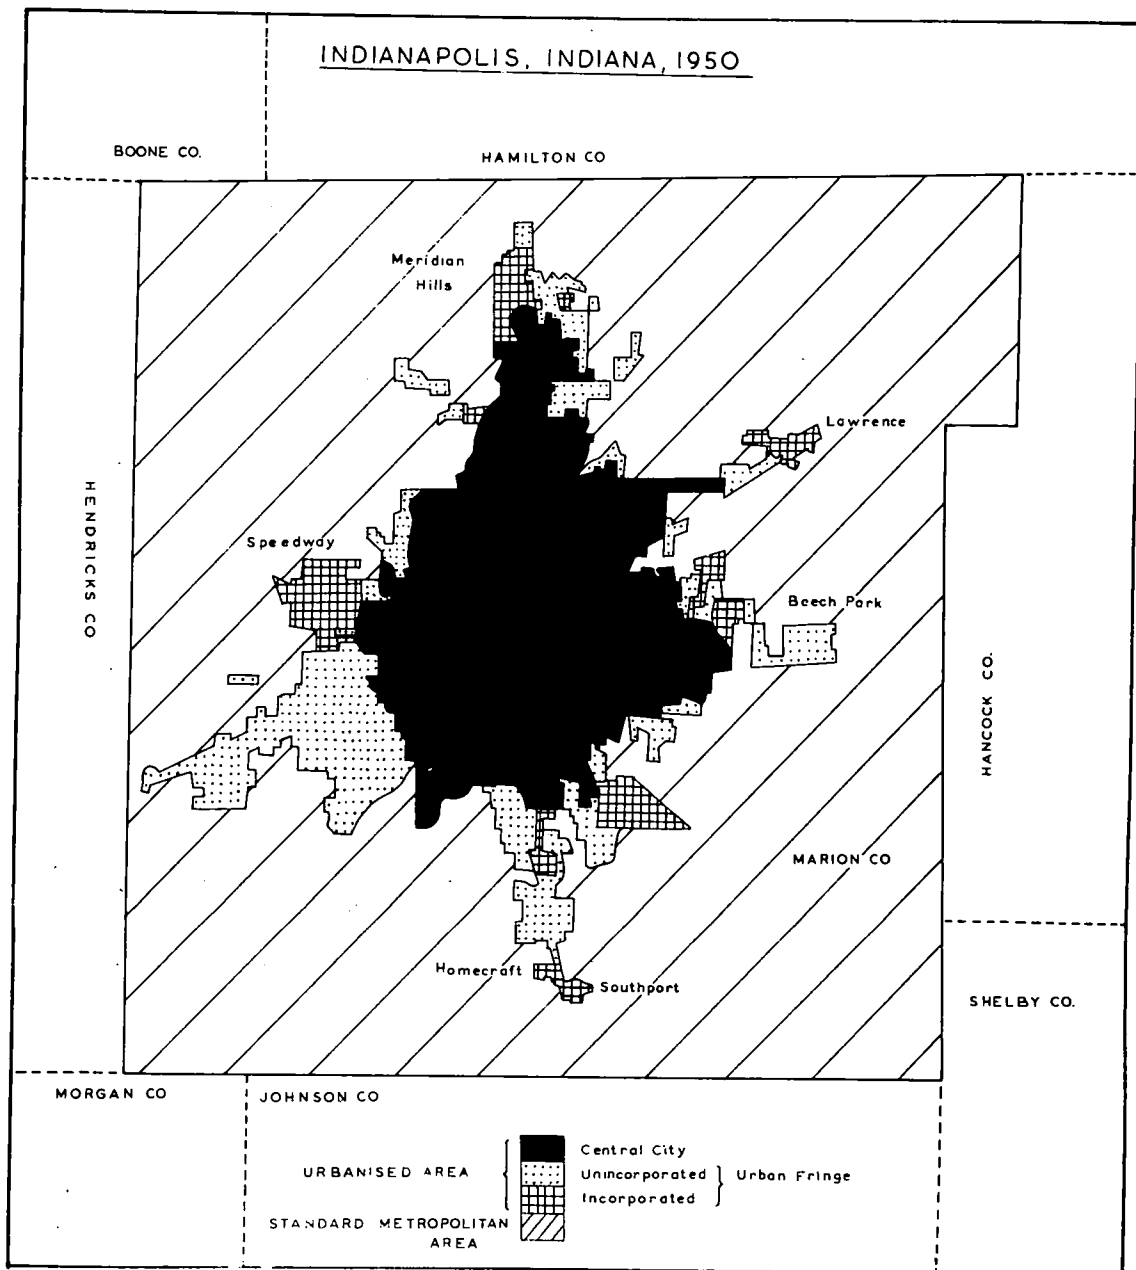 INDIANAPOLIS, INDIANA, 1950
BOONE CO.
HAMILTON CO
Meridian
Hills
Lawrence
HENDRICKS CO
Speedway
Beech Park
HANCOCK CO.
MARION CO
Homecraft
Southport
SHELBY CO.
MORGAN CO
JOHNSON CO
URBANISED AREA
Central City
Unincorporated
Incorporated
Urban Fringe
STANDARD METROPOLITAN
AREA